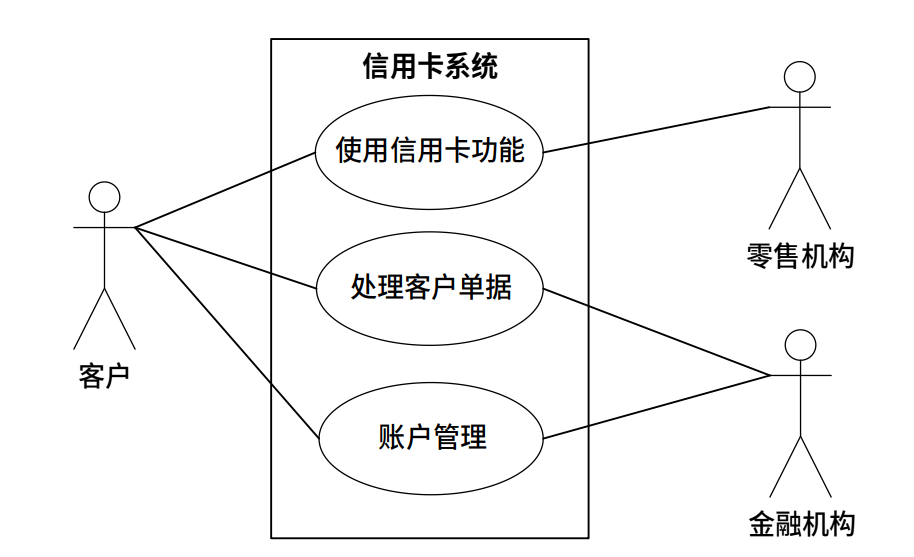 信用卡系统
使用信用卡功能
零售机构
处理客户单据
客户
账户管理
金融机构